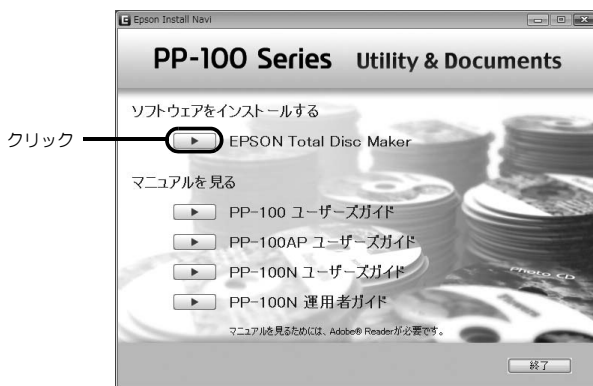 Epson Install Navi
PP-100 Series Utility & Documents
ソフトウェアをインストールする
クリック
EPSON Total Disc Maker
マニュアルを見る
PP-100 ユーザーズガイド
PP-100AP ユーザーズガイド
PP-100N ユーザーズガイド
PP-100N 運用者ガイド
Photo CD
マニュアルを見るためには、Adobe® Readerが必要です。
終了